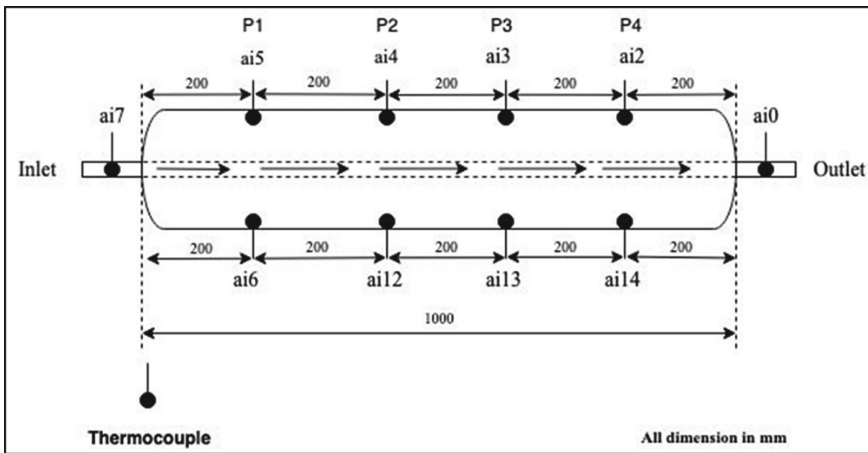 P1 P2 P3 P4
ai5 ai4 ai3 ai2
200 200 200 200 200
ai7 ai0
Inlet Outlet
200 200 200 200 200
ai6 ai12 ai13 ai14
1000
Thermocouple All dimension in mm